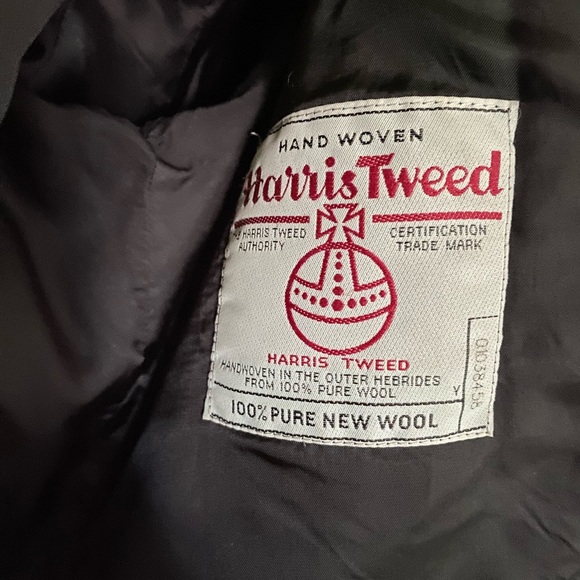 HAND WOVEN
Harris Tweed
HARRIS TWEED
AUTHORITY
CERTIFICATION
TRADE MARK
HARRIS TWEED
HANDWOVEN IN THE OUTER HEBRIDES
FROM 100% PURE WOOL
Y
100% PURE NEW WOOL